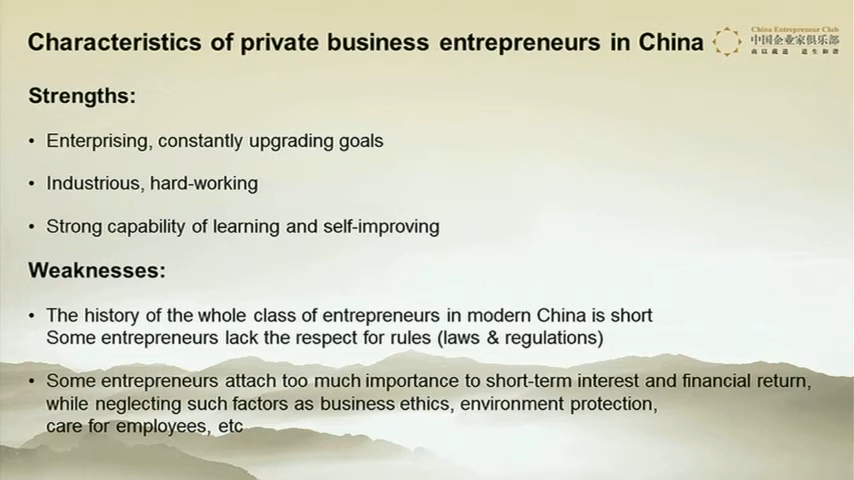 Characteristics of private business entrepreneurs in China
China Entrepreneur Club
中国企业家俱乐部
Strengths:
• Enterprising, constantly upgrading goals
• Industrious, hard-working
• Strong capability of learning and self-improving
Weaknesses:
• The history of the whole class of entrepreneurs in modern China is short
Some entrepreneurs lack the respect for rules (laws & regulations)
• Some entrepreneurs attach too much importance to short-term interest and financial return,
while neglecting such factors as business ethics, environment protection,
care for employees, etc